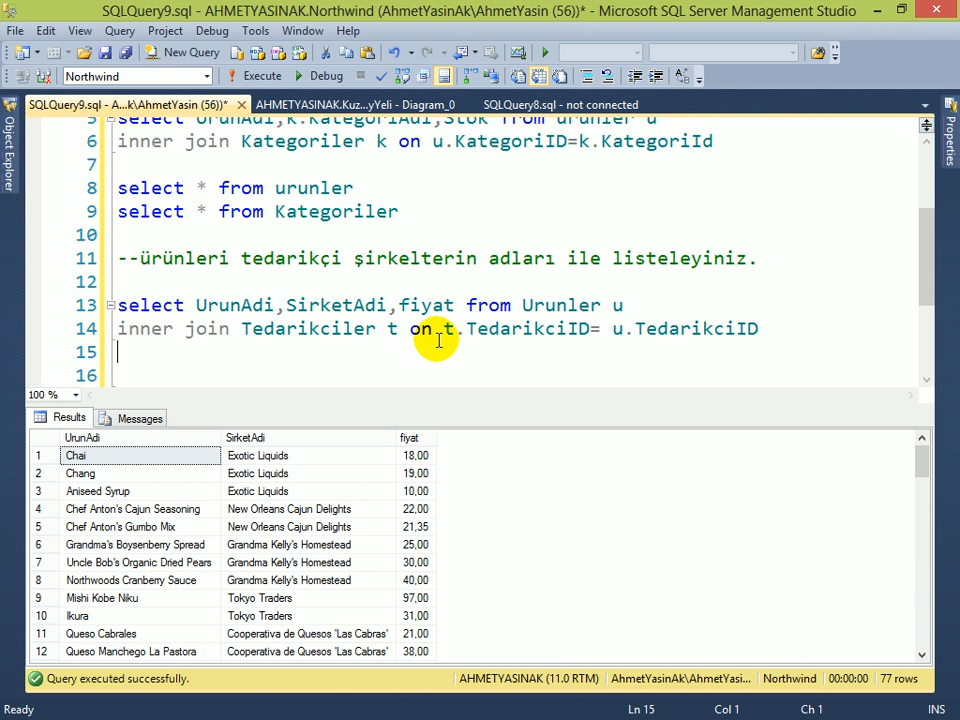 SQLQuery9.sql - AHMETYASINAK.Northwind (AhmetYasinAk\AhmetYasin (56))* - Microsoft SQL Server Management Studio
File Edit View Query Project Debug Tools Window Help
New Query
Northwind Execute Debug
SQLQuery9.sql - A...k\AhmetYasin (56))* AHMETYASINAK.Kuz...yYeli - Diagram_0 SQLQuery8.sql - not connected
Object Explorer
Properties
5 select UrunAdi,k.KategoriAdi,Stok from urunler u
6 inner join Kategoriler k on u.KategoriID=k.KategoriId
7
8 select * from urunler
9 select * from Kategoriler
10
11 --ürünleri tedarikçi şirkelterin adları ile listeleyiniz.
12
13 select UrunAdi,SirketAdi,fiyat from Urunler u
14 inner join Tedarikciler t on t.TedarikciID= u.TedarikciID
15
16
100 %
Results Messages
UrunAdi SirketAdi fiyat
1 Chai Exotic Liquids 18,00
2 Chang Exotic Liquids 19,00
3 Aniseed Syrup Exotic Liquids 10,00
4 Chef Anton's Cajun Seasoning New Orleans Cajun Delights 22,00
5 Chef Anton's Gumbo Mix New Orleans Cajun Delights 21,35
6 Grandma's Boysenberry Spread Grandma Kelly's Homestead 25,00
7 Uncle Bob's Organic Dried Pears Grandma Kelly's Homestead 30,00
8 Northwoods Cranberry Sauce Grandma Kelly's Homestead 40,00
9 Mishi Kobe Niku Tokyo Traders 97,00
10 Ikura Tokyo Traders 31,00
11 Queso Cabrales Cooperativa de Quesos 'Las Cabras' 21,00
12 Queso Manchego La Pastora Cooperativa de Quesos 'Las Cabras' 38,00
Query executed successfully. AHMETYASINAK (11.0 RTM) AhmetYasinAk\AhmetYasi... Northwind 00:00:00 77 rows
Ready Ln 15 Col 1 Ch 1 INS